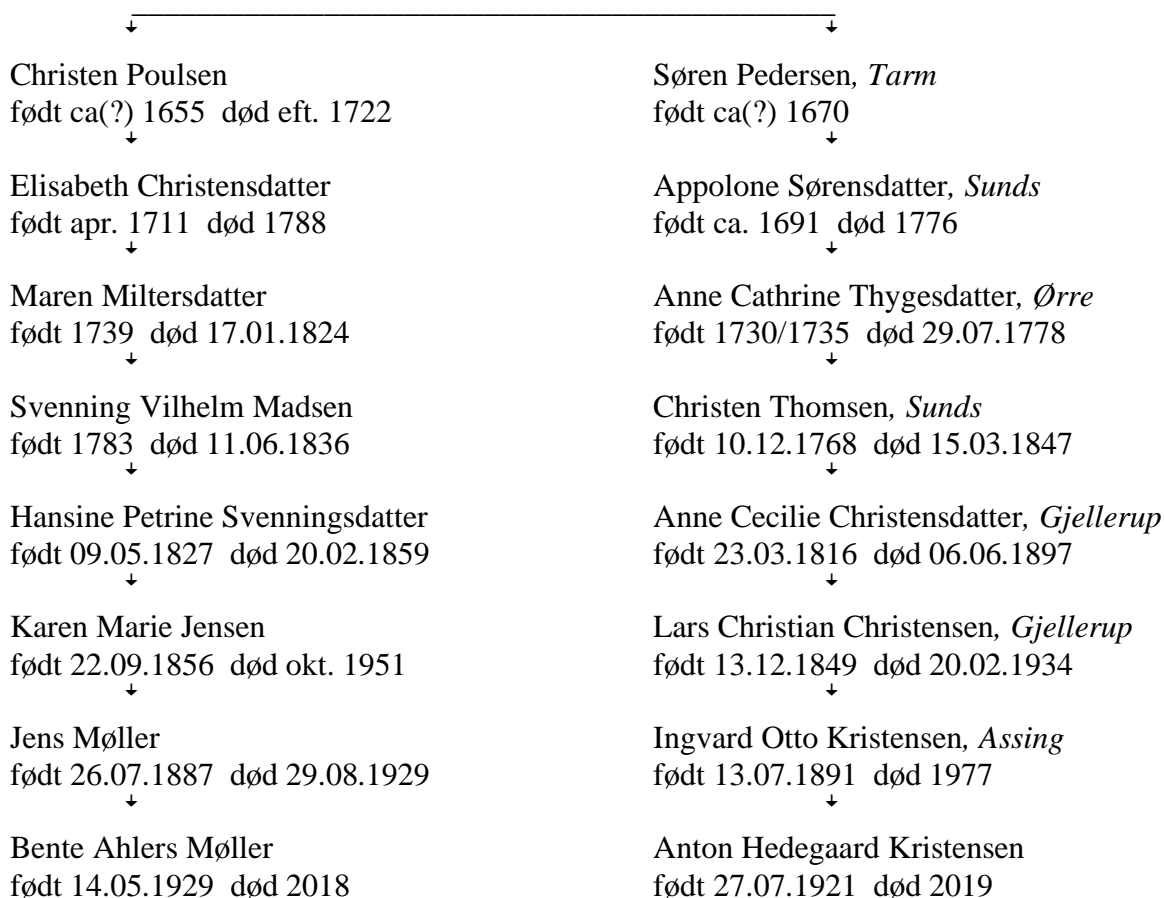 Christen Poulsen
født ca(?) 1655 død eft. 1722
Elisabeth Christensdatter
født apr. 1711 død 1788
Maren Miltersdatter
født 1739 død 17.01.1824
Svenning Vilhelm Madsen
født 1783 død 11.06.1836
Hansine Petrine Svenningsdatter
født 09.05.1827 død 20.02.1859
Karen Marie Jensen
født 22.09.1856 død okt. 1951
Jens Møller
født 26.07.1887 død 29.08.1929
Bente Ahlers Møller
født 14.05.1929 død 2018
Søren Pedersen, Tarm
født ca(?) 1670
Appolone Sørensdatter, Sunds
født ca. 1691 død 1776
Anne Cathrine Thygesdatter, Ørre
født 1730/1735 død 29.07.1778
Christen Thomsen, Sunds
født 10.12.1768 død 15.03.1847
Anne Cecilie Christensdatter, Gjellerup
født 23.03.1816 død 06.06.1897
Lars Christian Christensen, Gjellerup
født 13.12.1849 død 20.02.1934
Ingvard Otto Kristensen, Assing
født 13.07.1891 død 1977
Anton Hedegaard Kristensen
født 27.07.1921 død 2019